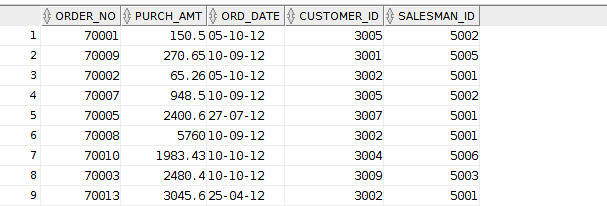 ORDER_NO PURCH_AMT ORD_DATE CUSTOMER_ID SALESMAN_ID
1 70001 150.5 05-10-12 3005 5002
2 70009 270.65 10-09-12 3001 5005
3 70002 65.26 05-10-12 3002 5001
4 70007 948.5 10-09-12 3005 5002
5 70005 2400.6 27-07-12 3007 5001
6 70008 5760 10-09-12 3002 5001
7 70010 1983.43 10-10-12 3004 5006
8 70003 2480.4 10-10-12 3009 5003
9 70013 3045.6 25-04-12 3002 5001